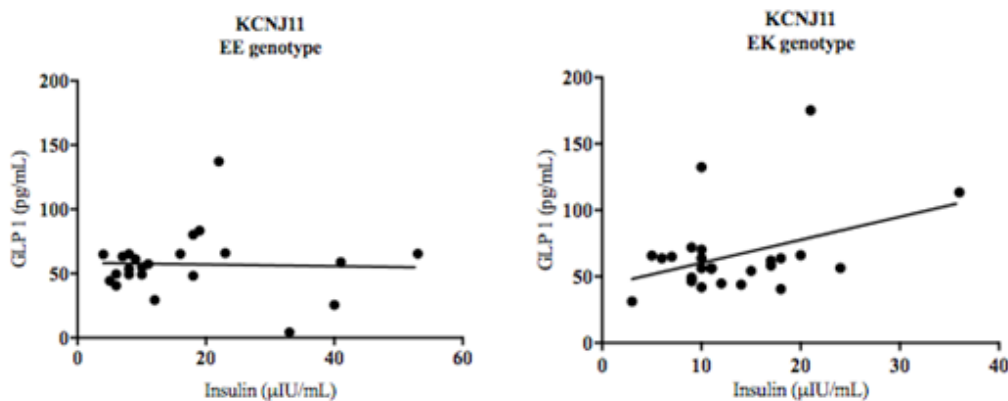 KCNJ11
EE genotype
200
150
100
50
0
0 20 40 60
GLP 1 (pg/mL)
Insulin (μIU/mL)
KCNJ11
EK genotype
200
150
100
50
0
0 10 20 30 40
GLP 1 (pg/mL)
Insulin (μIU/mL)